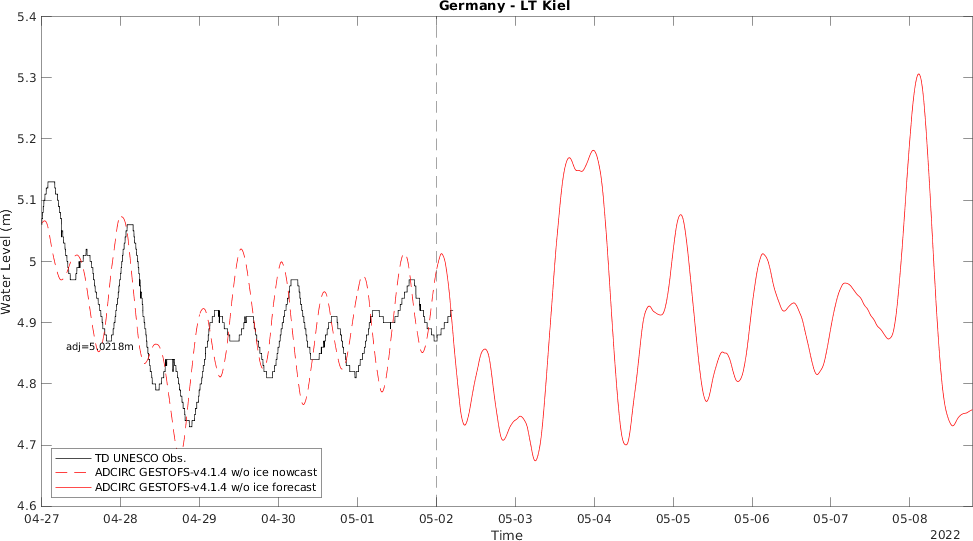 Germany - LT Kiel
5.4
5.3
5.2
5.1
5
4.9
4.8
4.7
4.6
Water Level (m)
adj=5.0218m
TD UNESCO Obs.
ADCIRC GESTOFS-v4.1.4 w/o ice nowcast
ADCIRC GESTOFS-v4.1.4 w/o ice forecast
04-27 04-28 04-29 04-30 05-01 05-02 05-03 05-04 05-05 05-06 05-07 05-08
Time
2022